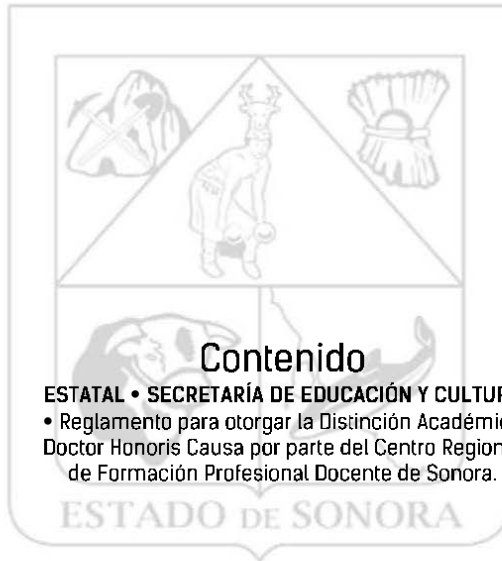 Contenido
ESTATAL • SECRETARÍA DE EDUCACIÓN Y CULTUR
• Reglamento para otorgar la Distinción Académi
Doctor Honoris Causa por parte del Centro Region
de Formación Profesional Docente de Sonora.
ESTADO DE SONORA